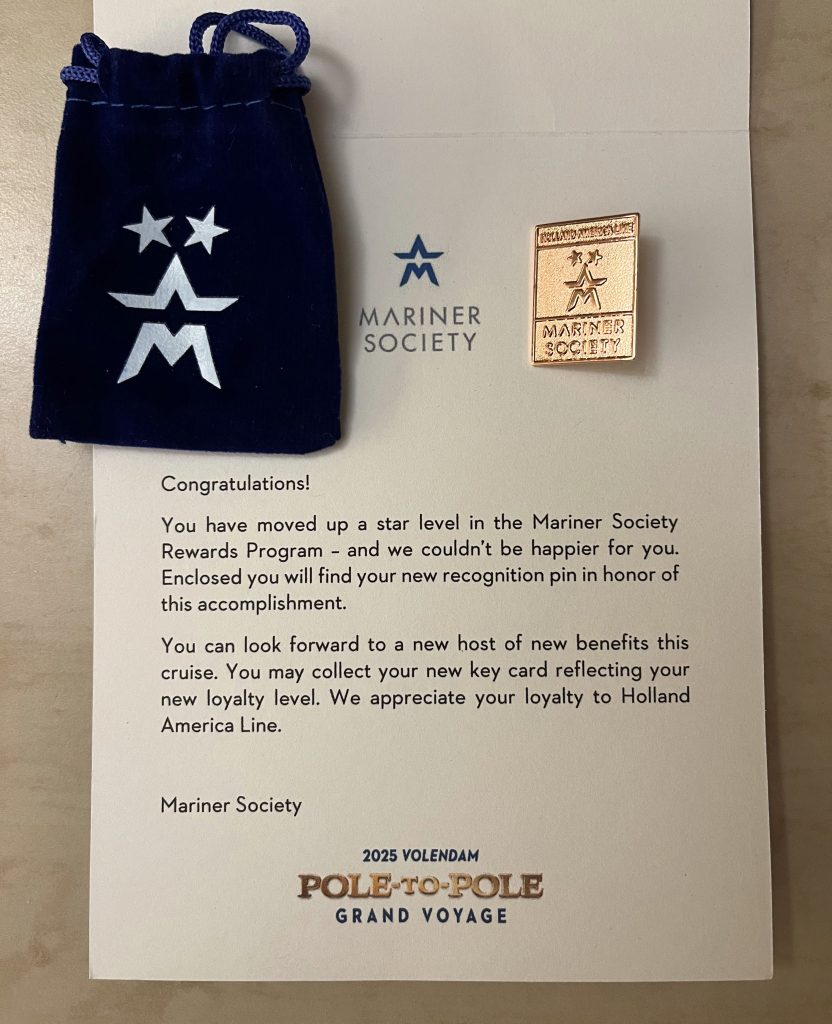 MARINER
SOCIETY
HOLLAND AMERICA LINE
MARINER
SOCIETY
Congratulations!
You have moved up a star level in the Mariner Society
Rewards Program – and we couldn't be happier for you.
Enclosed you will find your new recognition pin in honor of
this accomplishment.
You can look forward to a new host of new benefits this
cruise. You may collect your new key card reflecting your
new loyalty level. We appreciate your loyalty to Holland
America Line.
Mariner Society
2025 VOLENDAM
POLE-TO-POLE
GRAND VOYAGE